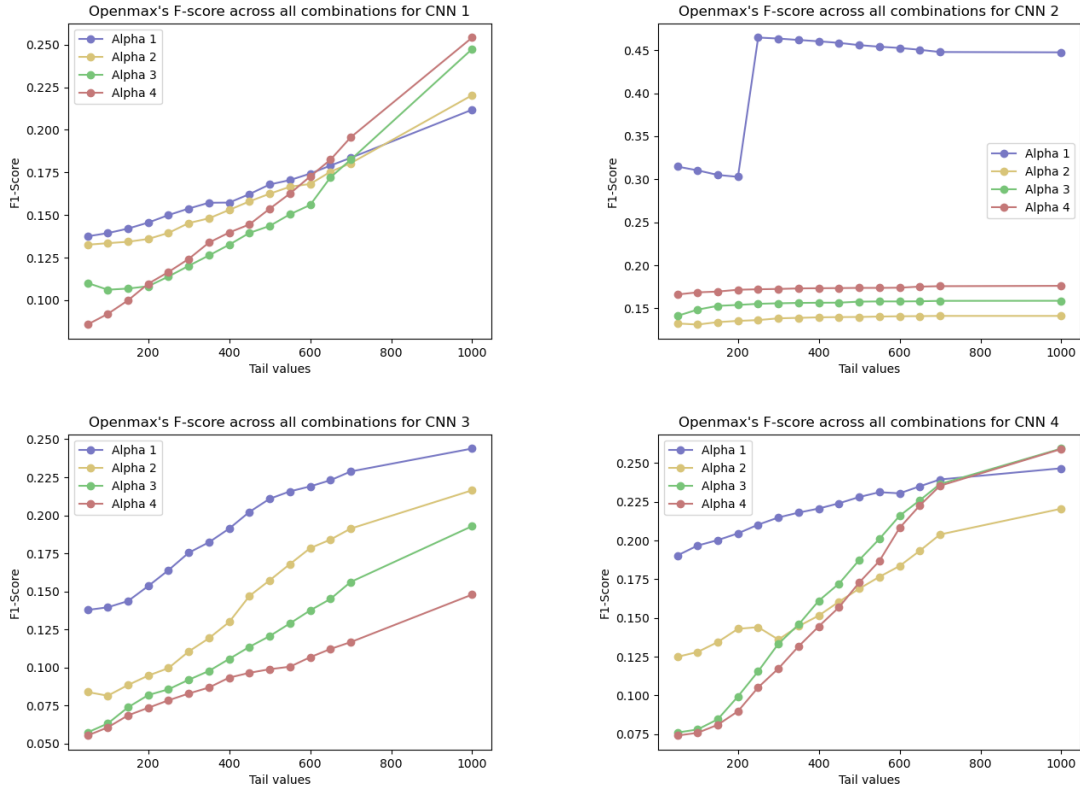 Openmax's F-score across all combinations for CNN 1
0.250
0.225
0.200
0.175
0.150
0.125
0.100
F1-Score
Alpha 1
Alpha 2
Alpha 3
Alpha 4
200
400
600
800
1000
Tail values
Openmax's F-score across all combinations for CNN 2
0.45
0.40
0.35
0.30
0.25
0.20
0.15
F1-Score
Alpha 1
Alpha 2
Alpha 3
Alpha 4
200
400
600
800
1000
Tail values
Openmax's F-score across all combinations for CNN 3
0.250
0.225
0.200
0.175
0.150
0.125
0.100
0.075
0.050
F1-Score
Alpha 1
Alpha 2
Alpha 3
Alpha 4
200
400
600
800
1000
Tail values
Openmax's F-score across all combinations for CNN 4
0.250
0.225
0.200
0.175
0.150
0.125
0.100
0.075
F1-Score
Alpha 1
Alpha 2
Alpha 3
Alpha 4
200
400
600
800
1000
Tail values